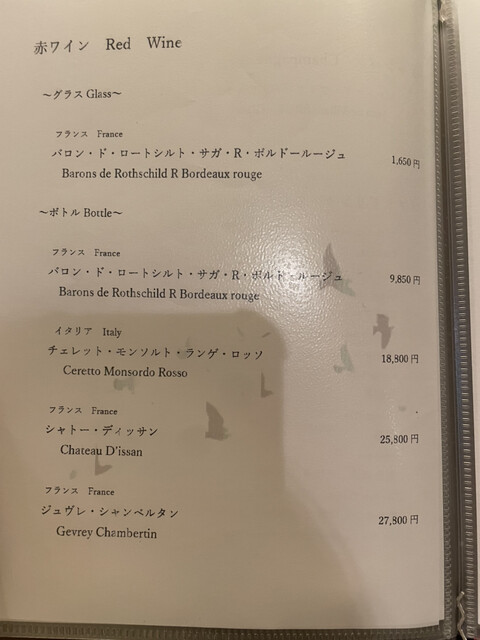 赤ワイン Red Wine
～グラス Glass～
フランス France
バロン・ド・ロートシルト・サガ・R・ボルドールージュ 1,650円
Barons de Rothschild R Bordeaux rouge
～ボトル Bottle～
フランス France
バロン・ド・ロートシルト・サガ・R・ボルドールージュ 9,850円
Barons de Rothschild R Bordeaux rouge
イタリア Italy
チェレット・モンソルト・ランゲ・ロッソ 18,800円
Ceretto Monsordo Rosso
フランス France
シャトー・ディッサン 25,800円
Chateau D'issan
フランス France
ジュヴレ・シャンベルタン 27,800円
Gevrey Chambertin